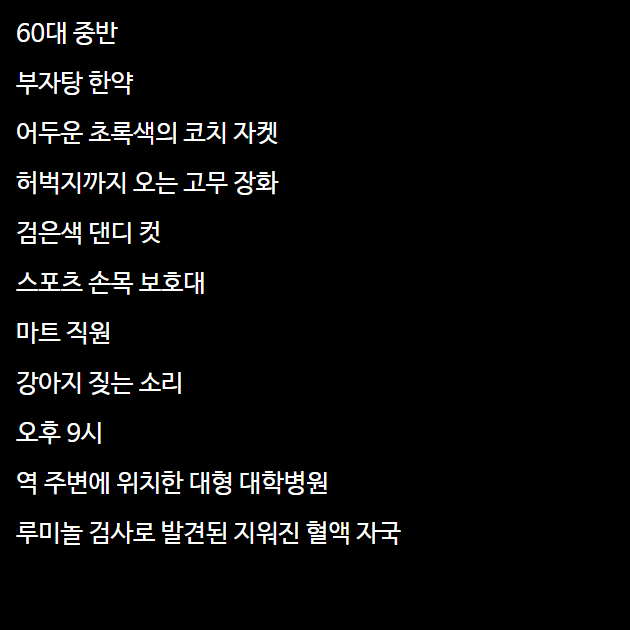 60대 중반
부자탕 한약
어두운 초록색의 코치 자켓
허벅지까지 오는 고무 장화
검은색 댄디 컷
스포츠 손목 보호대
마트 직원
강아지 짖는 소리
오후 9시
역 주변에 위치한 대형 대학병원
루미놀 검사로 발견된 지워진 혈액 자국